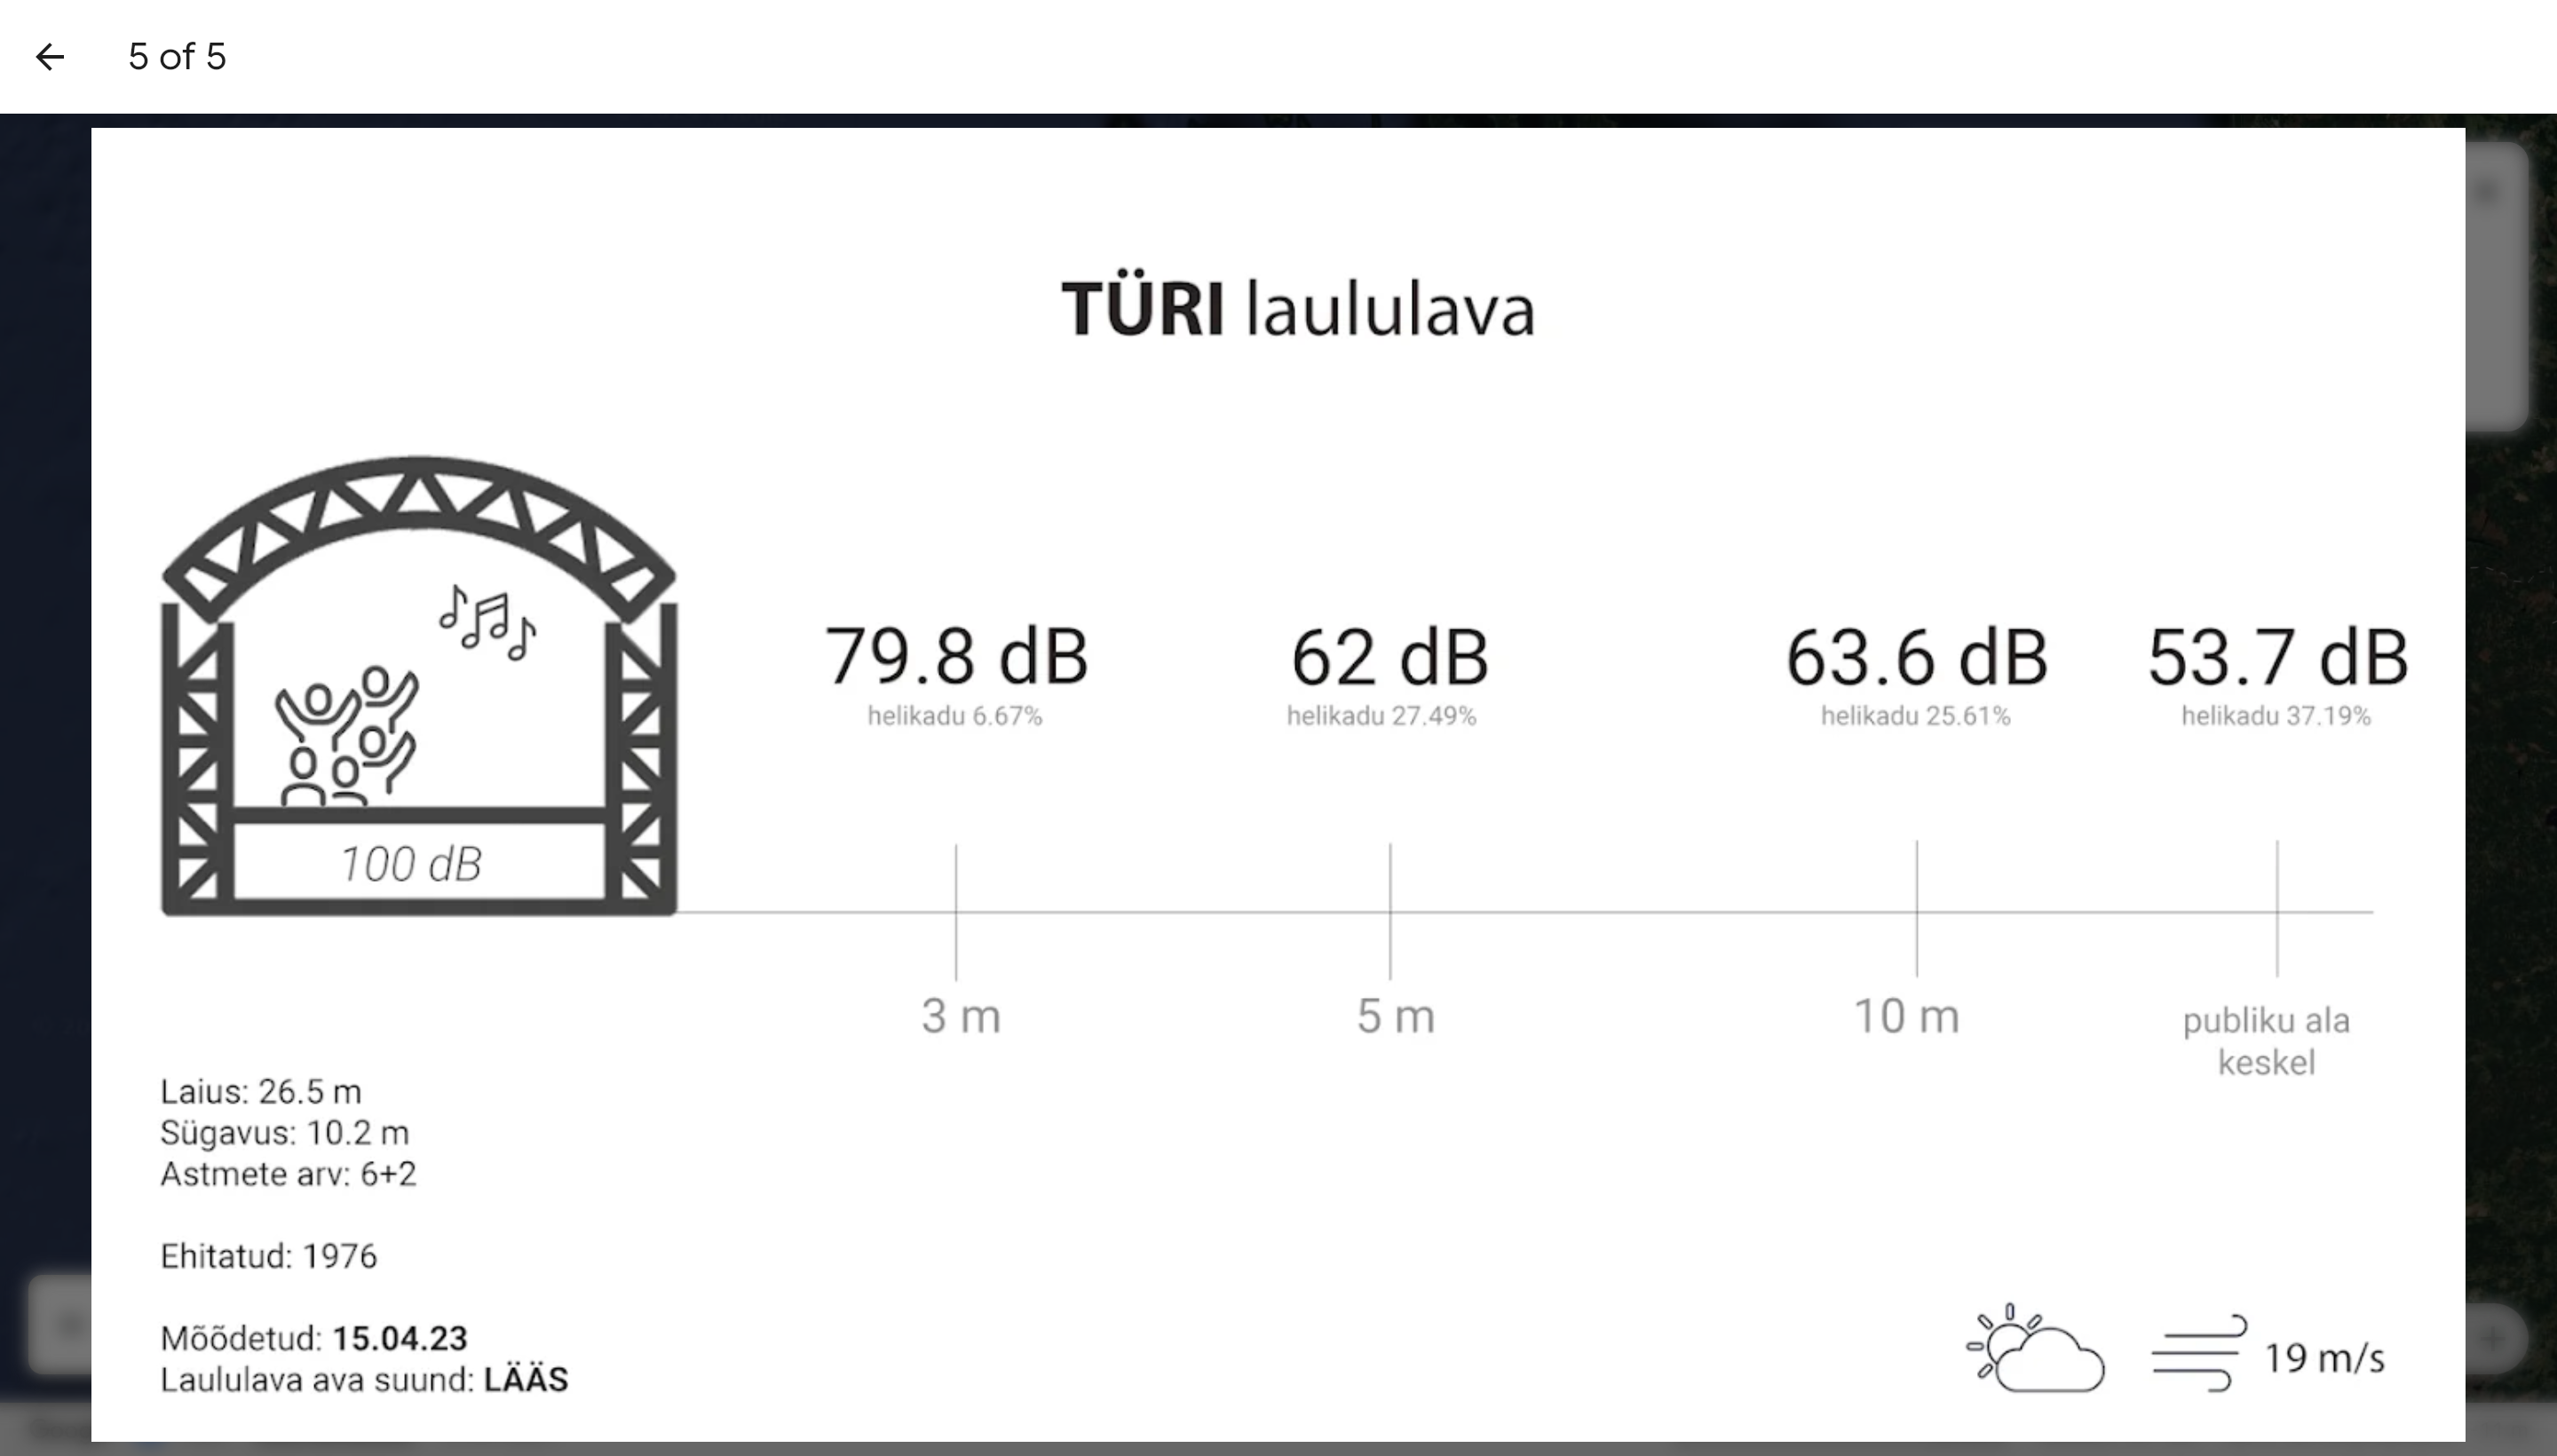 5 of 5
TÜRI laululava
79.8 dB
helikadu 6.67%
62 dB
helikadu 27.49%
63.6 dB
helikadu 25.61%
53.7 dB
helikadu 37.19%
100 dB
3 m
5 m
10 m
publiku ala
keskel
Laius: 26.5 m
Sügavus: 10.2 m
Astmete arv: 6+2
Ehitatud: 1976
Mõõdetud: 15.04.23
Laululava ava suund: LÄÄS
19 m/s